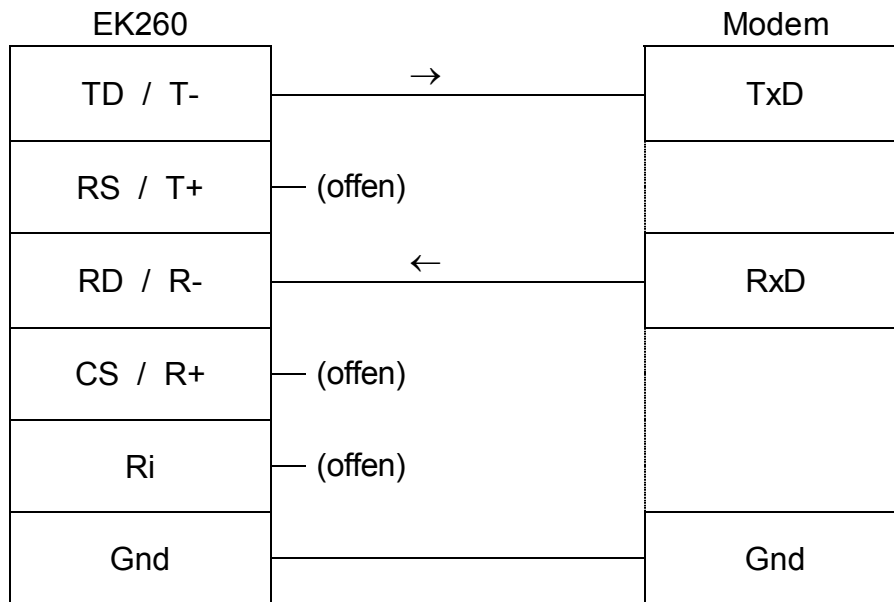 EK260 Modem
TD / T- → TxD
RS / T+ (offen)
RD / R- ← RxD
CS / R+ (offen)
Ri (offen)
Gnd Gnd